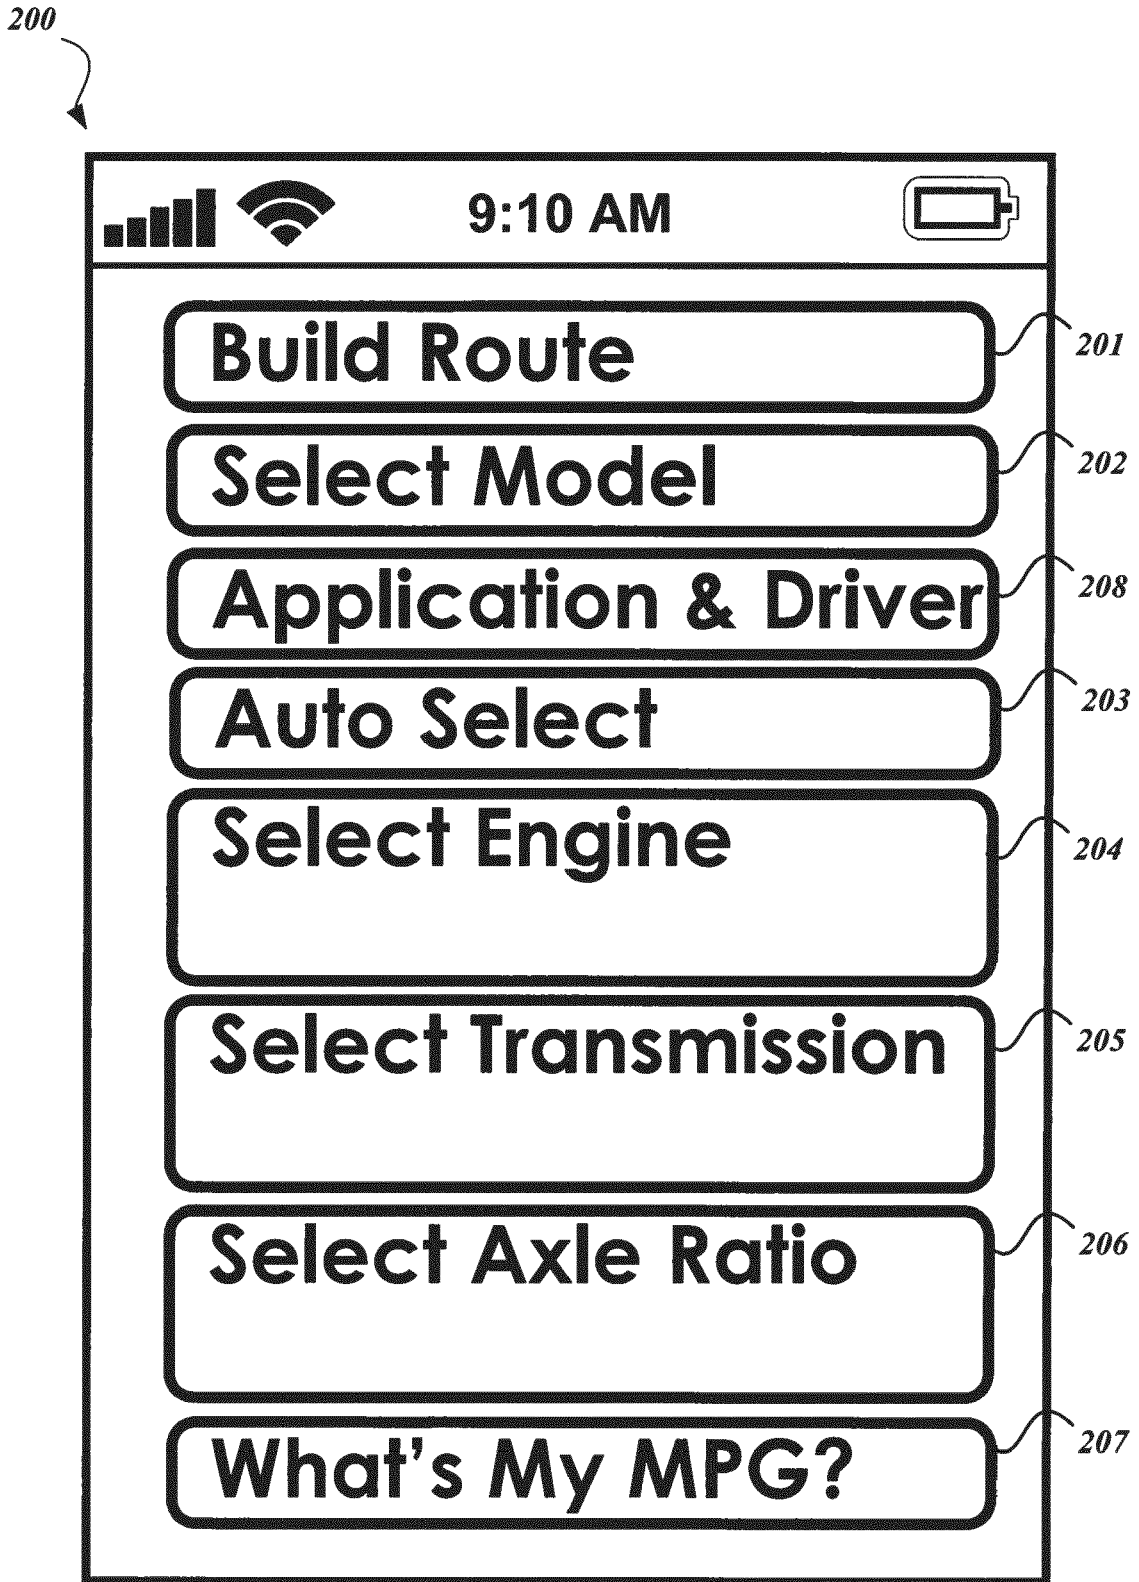 200
9:10 AM
Build Route
201
Select Model
202
Application & Driver
208
Auto Select
203
Select Engine
204
Select Transmission
205
Select Axle Ratio
206
What's My MPG?
207